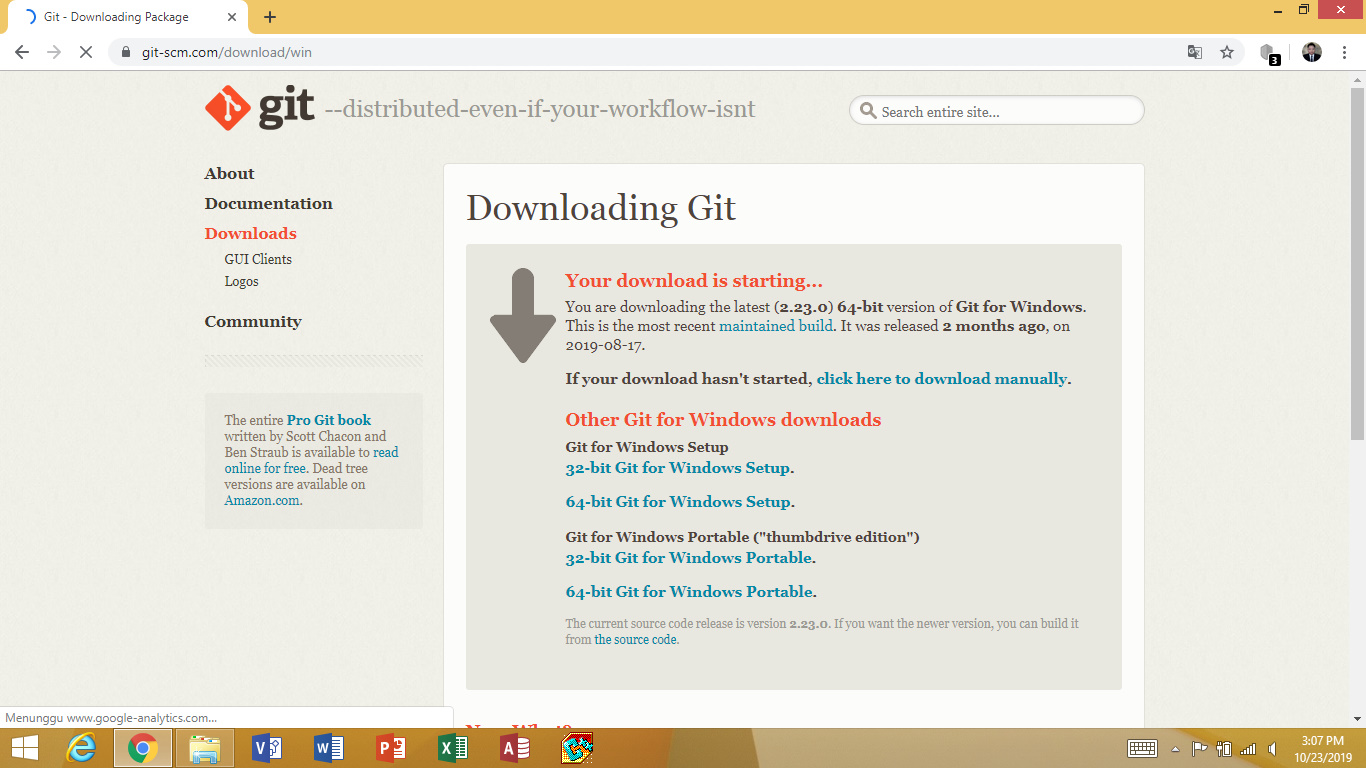 Git - Downloading Package
git-scm.com/download/win
3
git --distributed-even-if-your-workflow-isnt
Search entire site...
About
Documentation
Downloads
GUI Clients
Logos
Community
The entire Pro Git book
written by Scott Chacon and
Ben Straub is available to read
online for free. Dead tree
versions are available on
Amazon.com.
Downloading Git
Your download is starting...
You are downloading the latest (2.23.0) 64-bit version of Git for Windows.
This is the most recent maintained build. It was released 2 months ago, on
2019-08-17.
If your download hasn't started, click here to download manually.
Other Git for Windows downloads
Git for Windows Setup
32-bit Git for Windows Setup.
64-bit Git for Windows Setup.
Git for Windows Portable ("thumbdrive edition")
32-bit Git for Windows Portable.
64-bit Git for Windows Portable.
The current source code release is version 2.23.0. If you want the newer version, you can build it
from the source code.
Menunggu www.google-analytics.com...
3:07 PM
10/23/2019